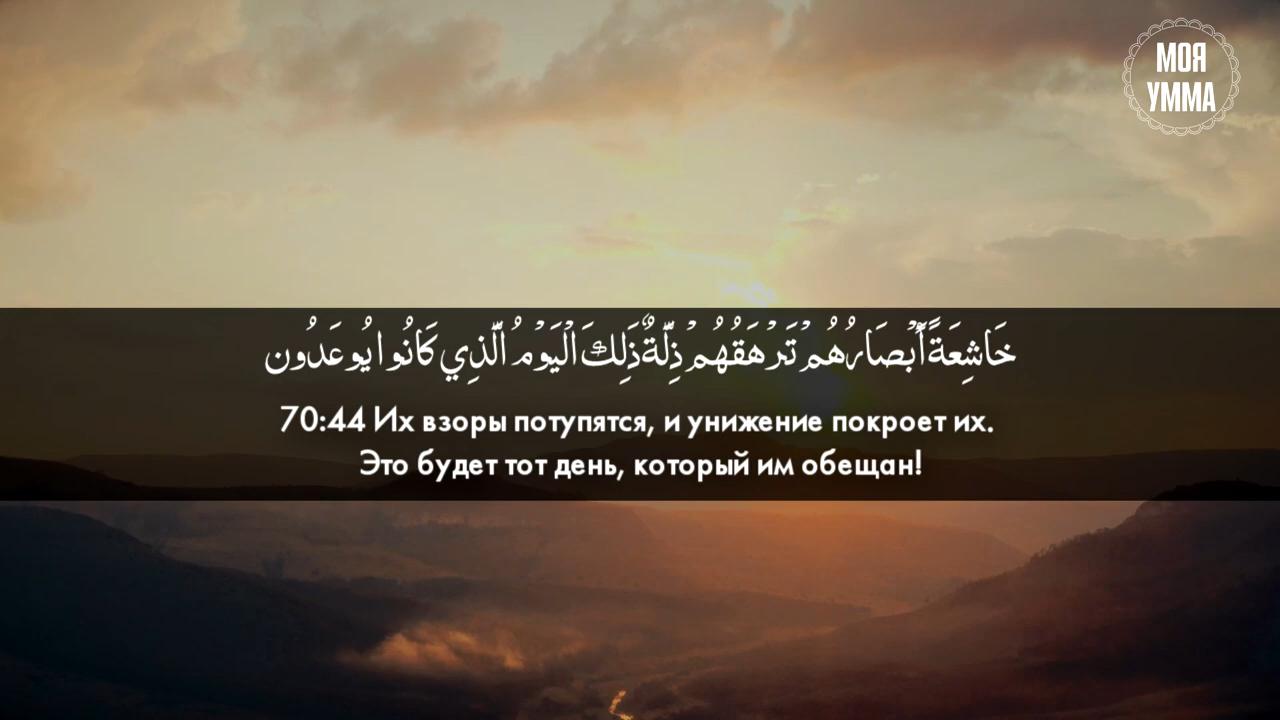 МОЯ
УММА
خَاشِعَةً أَبْصَارُهُمْ تَرْهَقُهُمْ ذِلَّةٌ ذَلِكَ الْيَوْمُ الَّذِي كَانُوا يُوعَدُون
70:44 Их взоры потупятся, и унижение покроет их.
Это будет тот день, который им обещан!